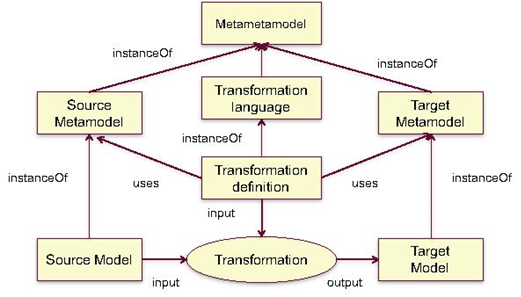 Metametamodel
instanceOf
instanceOf
Source
Metamodel
Transformation
language
Target
Metamodel
instanceOf
instanceOf
uses
Transformation
definition
uses
instanceOf
input
Source Model
input
Transformation
output
Target
Model